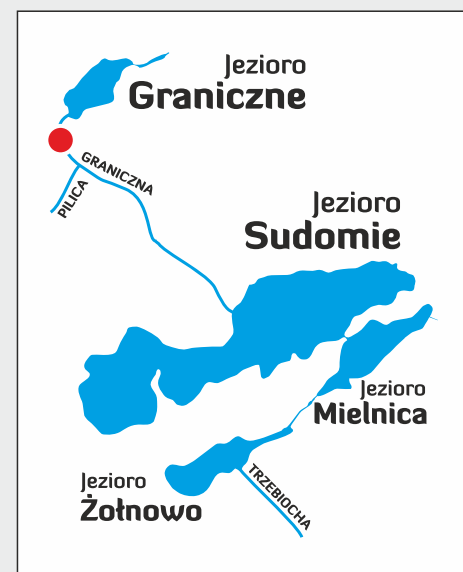 Jezioro
Graniczne
GRANICZNA
PILICA
Jezioro
Sudomie
Jezioro
Mielnica
Jezioro
Żołnowo
TRZEBIOCHA